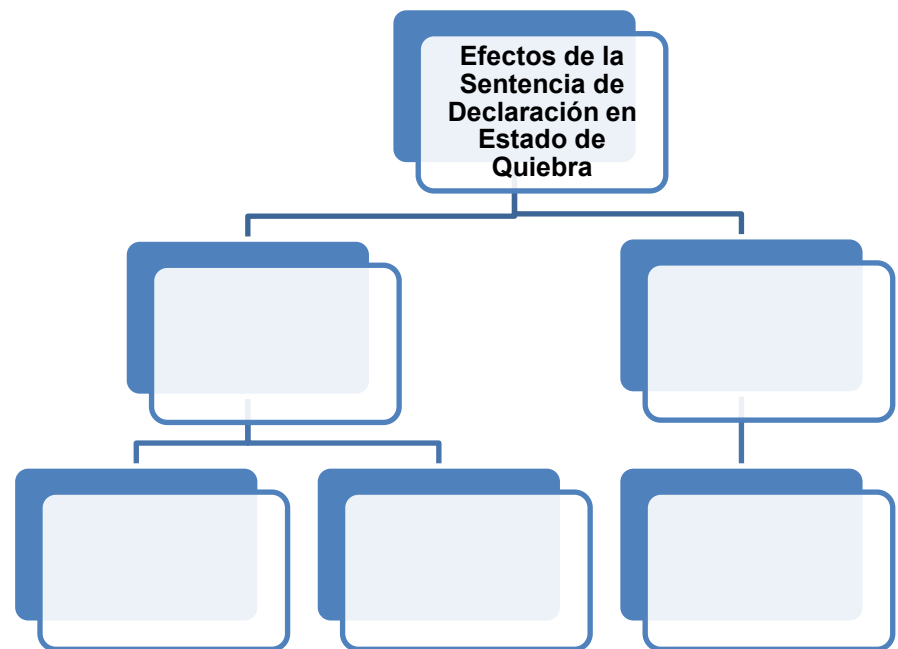 Efectos de la
Sentencia de
Declaración en
Estado de
Quiebra